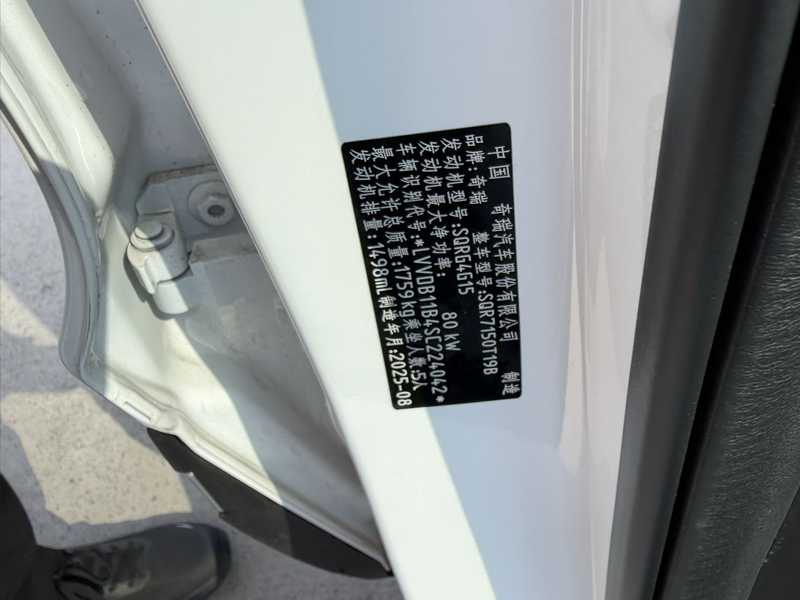 中国 奇瑞汽车股份有限公司 制造
品牌:奇瑞 整车型号:SQR7150T19B
发动机型号:SQRG4G15
发动机最大净功率: 80 kW
车辆识别代号:*LVVDB11B4SC224042*
最大允许总质量:1759kg 乘坐人数:5人
发动机排量:1498mL 制造年月:2025-08